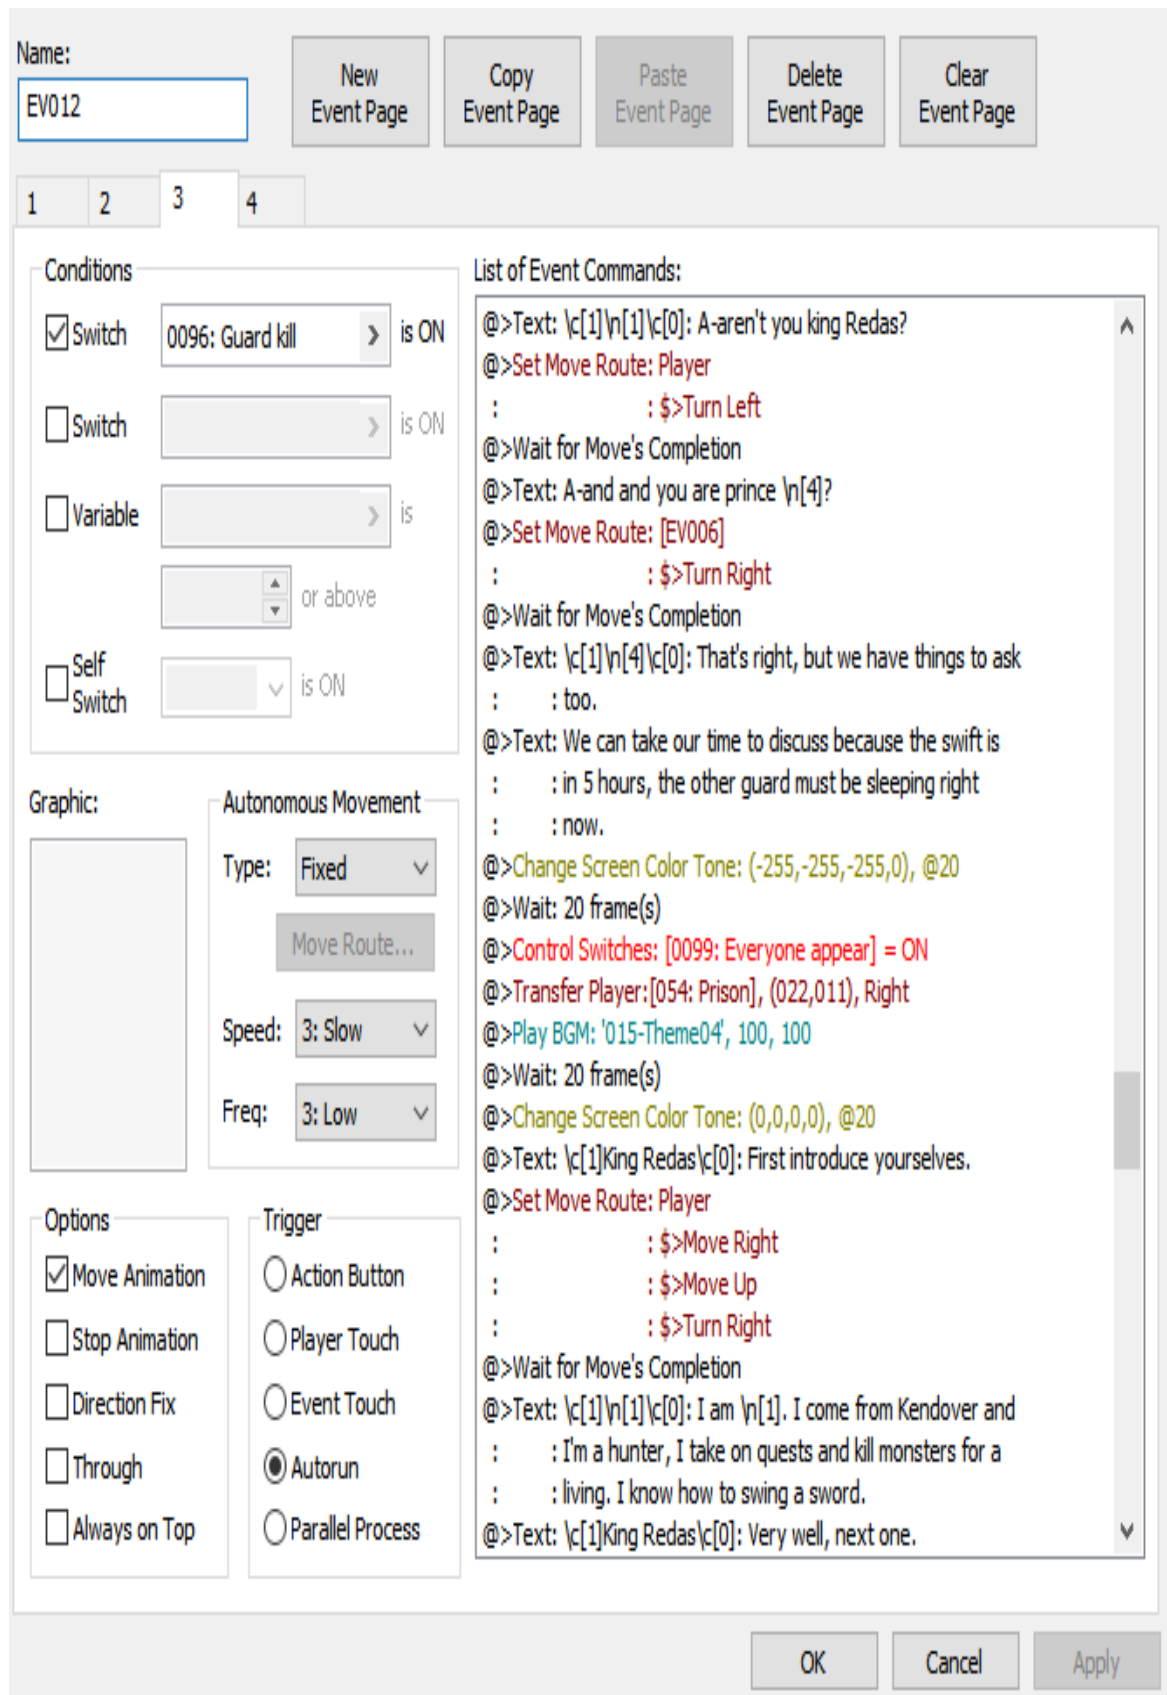 Name:
EV012
New
Event Page
Copy
Event Page
Paste
Event Page
Delete
Event Page
Clear
Event Page
1 2 3 4
Conditions
Switch 0096: Guard kill > is ON
Switch > is ON
Variable > is
or above
Self
Switch is ON
Graphic:
Autonomous Movement
Type: Fixed
Move Route...
Speed: 3: Slow
Freq: 3: Low
Options
Move Animation
Stop Animation
Direction Fix
Through
Always on Top
Trigger
Action Button
Player Touch
Event Touch
Autorun
Parallel Process
List of Event Commands:
@>Text: \c[1]\n[1]\c[0]: A-aren't you king Redas?
@>Set Move Route: Player
: : $>Turn Left
@>Wait for Move's Completion
@>Text: A-and and you are prince \n[4]?
@>Set Move Route: [EV006]
: : $>Turn Right
@>Wait for Move's Completion
@>Text: \c[1]\n[4]\c[0]: That's right, but we have things to ask
: : too.
@>Text: We can take our time to discuss because the swift is
: : in 5 hours, the other guard must be sleeping right
: : now.
@>Change Screen Color Tone: (-255,-255,-255,0), @20
@>Wait: 20 frame(s)
@>Control Switches: [0099: Everyone appear] = ON
@>Transfer Player:[054: Prison], (022,011), Right
@>Play BGM: '015-Theme04', 100, 100
@>Wait: 20 frame(s)
@>Change Screen Color Tone: (0,0,0,0), @20
@>Text: \c[1]King Redas\c[0]: First introduce yourselves.
@>Set Move Route: Player
: : $>Move Right
: : $>Move Up
: : $>Turn Right
@>Wait for Move's Completion
@>Text: \c[1]\n[1]\c[0]: I am \n[1]. I come from Kendover and
: : I'm a hunter, I take on quests and kill monsters for a
: : living. I know how to swing a sword.
@>Text: \c[1]King Redas\c[0]: Very well, next one.
OK
Cancel
Apply